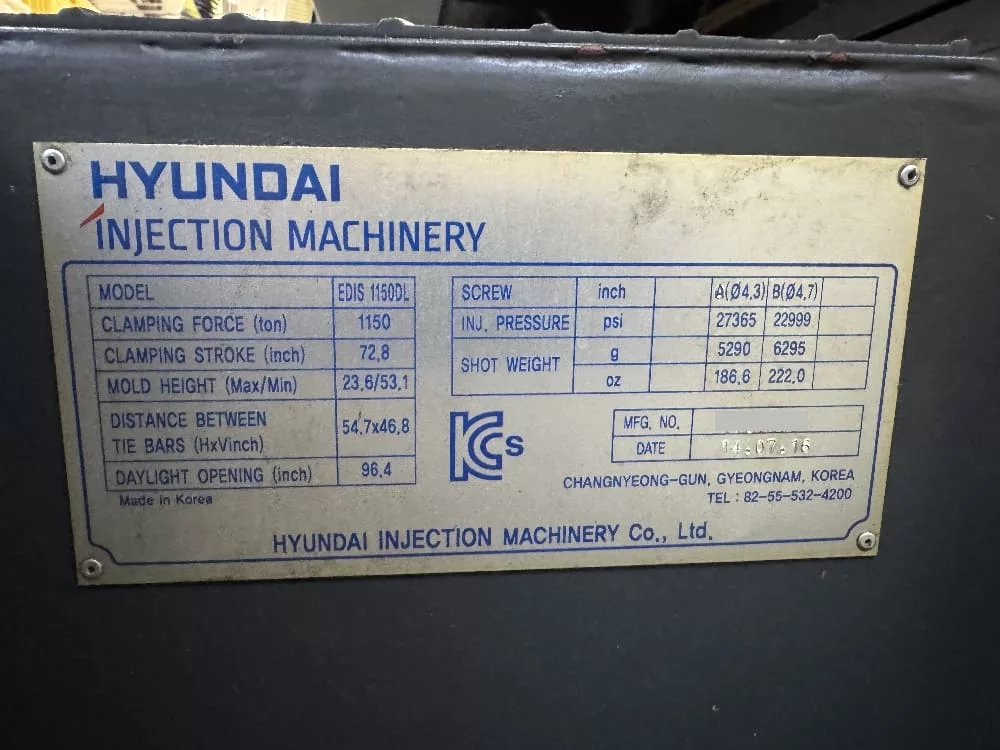 HYUNDAI
INJECTION MACHINERY
MODEL EDIS 1150DL
CLAMPING FORCE (ton) 1150
CLAMPING STROKE (inch) 72.8
MOLD HEIGHT (Max/Min) 23.6/53.1
DISTANCE BETWEEN
TIE BARS (HxVinch) 54.7x46.8
DAYLIGHT OPENING (inch) 96.4
Made in Korea
SCREW inch A(Ø4.3) B(Ø4.7)
INJ. PRESSURE psi 27365 22999
SHOT WEIGHT g 5290 6295
oz 186.6 222.0
KCs
MFG. NO.
DATE 14.07.16
CHANGNYEONG-GUN, GYEONGNAM, KOREA
TEL : 82-55-532-4200
HYUNDAI INJECTION MACHINERY Co., Ltd.